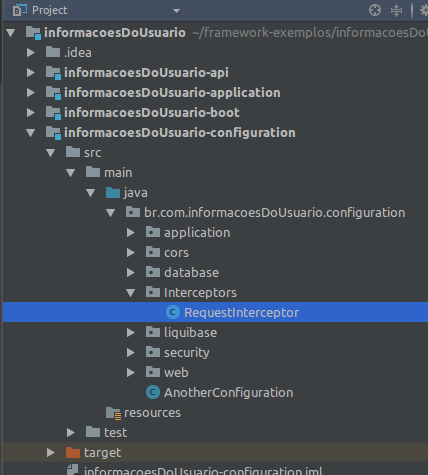 Project
informacoesDoUsuario ~/framework-exemplos/informacoesDoU
.idea
informacoesDoUsuario-api
informacoesDoUsuario-application
informacoesDoUsuario-boot
informacoesDoUsuario-configuration
src
main
java
br.com.informacoesDoUsuario.configuration
application
cors
database
Interceptors
RequestInterceptor
liquibase
security
web
AnotherConfiguration
resources
test
target
informacoesDoUsuario-configuration.iml